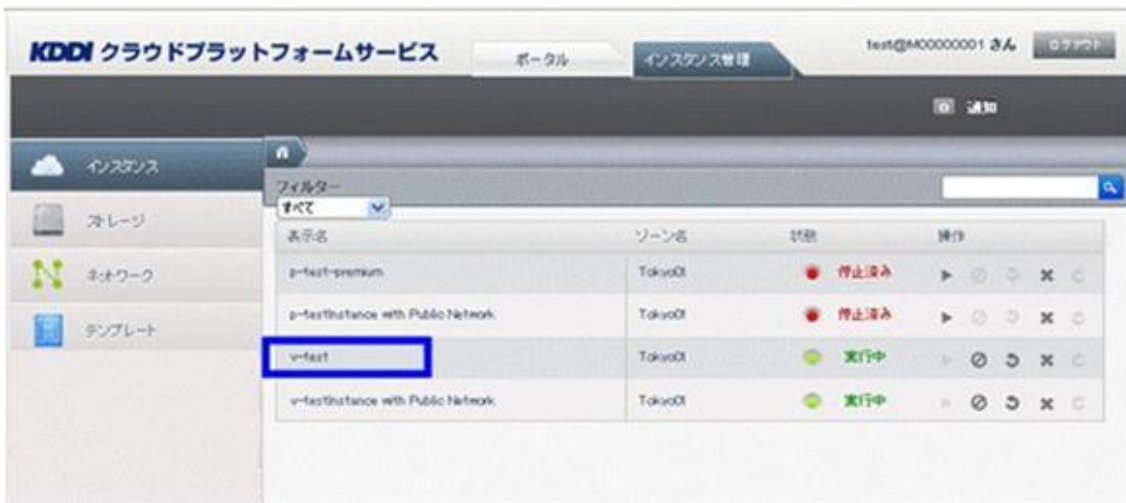 KDDI クラウドプラットフォームサービス
ポータル
インスタンス管理
test@M00000001 さん
ログアウト
通知
インスタンス
ストレージ
ネットワーク
テンプレート
フィルター
すべて
表示名 ゾーン名 状態 操作
p-test-premium Tokyo01 停止済み
p-testinstance with Public Network Tokyo01 停止済み
v-test Tokyo01 実行中
v-testinstance with Public Network Tokyo01 実行中